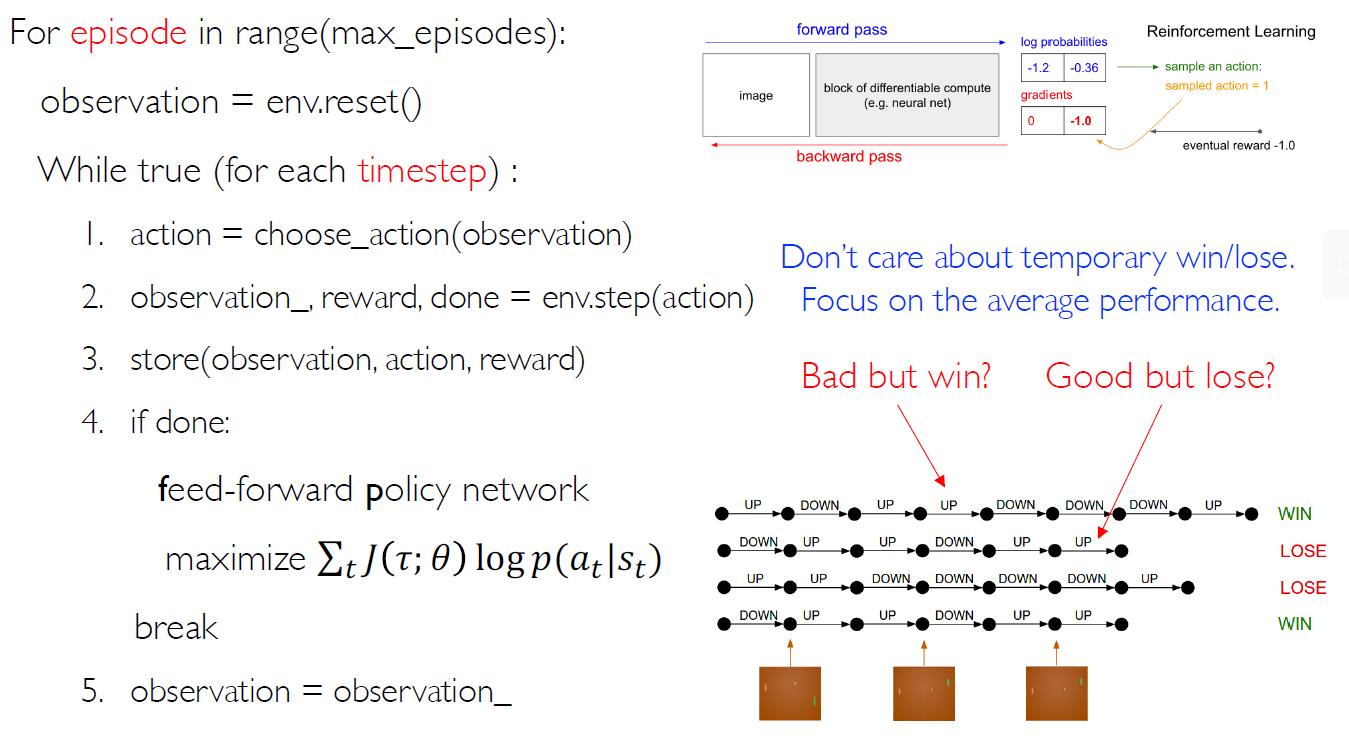 For episode in range(max_episodes):
observation = env.reset()
While true (for each timestep) :
1. action = choose_action(observation)
2. observation_, reward, done = env.step(action)
3. store(observation, action, reward)
4. if done:
feed-forward policy network
maximize ∑ₜ J(τ; θ) log p(aₜ|sₜ)
break
5. observation = observation_
forward pass
Reinforcement Learning
log probabilities
image
block of differentiable compute
(e.g. neural net)
-1.2 -0.36
sample an action:
sampled action = 1
gradients
0 -1.0
eventual reward -1.0
backward pass
Don't care about temporary win/lose.
Focus on the average performance.
Bad but win? Good but lose?
UP DOWN UP UP DOWN DOWN DOWN UP WIN
DOWN UP UP DOWN UP UP LOSE
UP UP DOWN DOWN DOWN DOWN UP LOSE
DOWN UP UP DOWN UP UP WIN